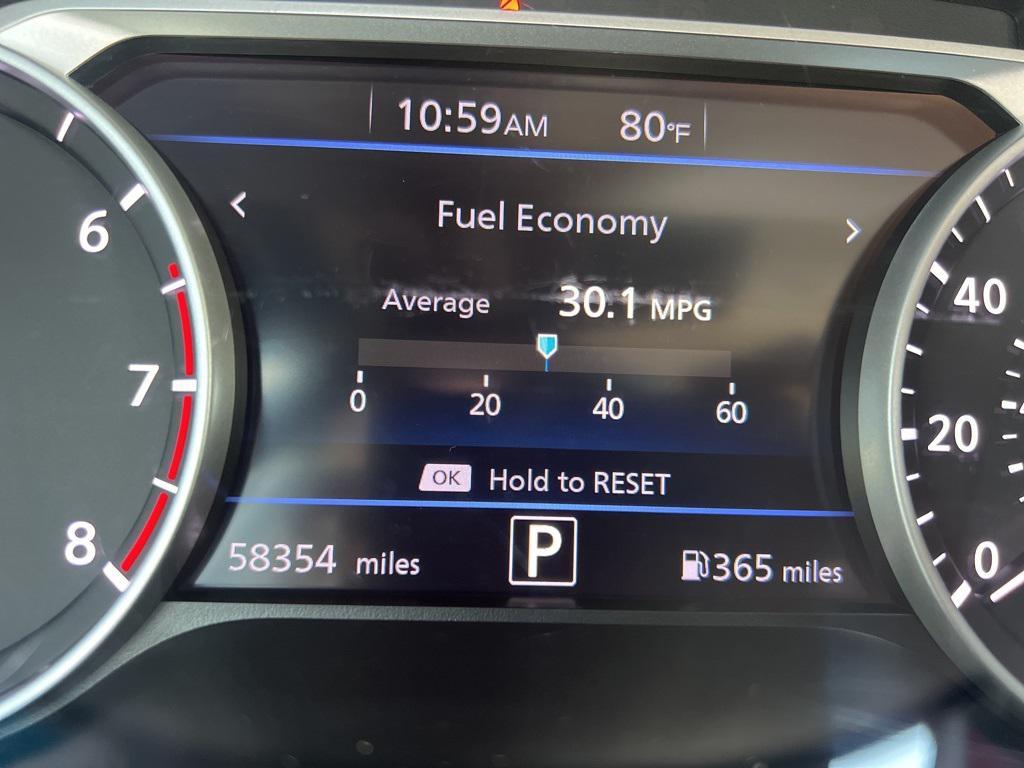 10:59AM 80°F
Fuel Economy
Average 30.1 MPG
0 20 40 60
OK Hold to RESET
58354 miles P 365 miles
6
7
8
40
20
0